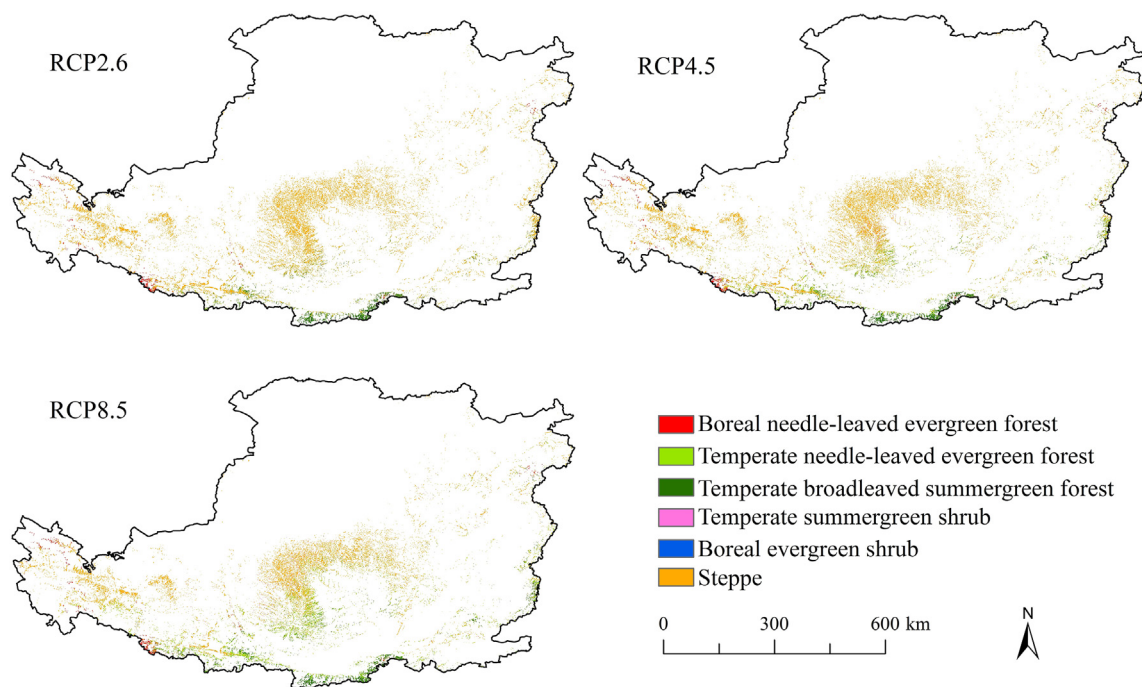 RCP2.6
RCP4.5
RCP8.5
Boreal needle-leaved evergreen forest
Temperate needle-leaved evergreen forest
Temperate broadleaved summergreen forest
Temperate summergreen shrub
Boreal evergreen shrub
Steppe
0 300 600 km
N